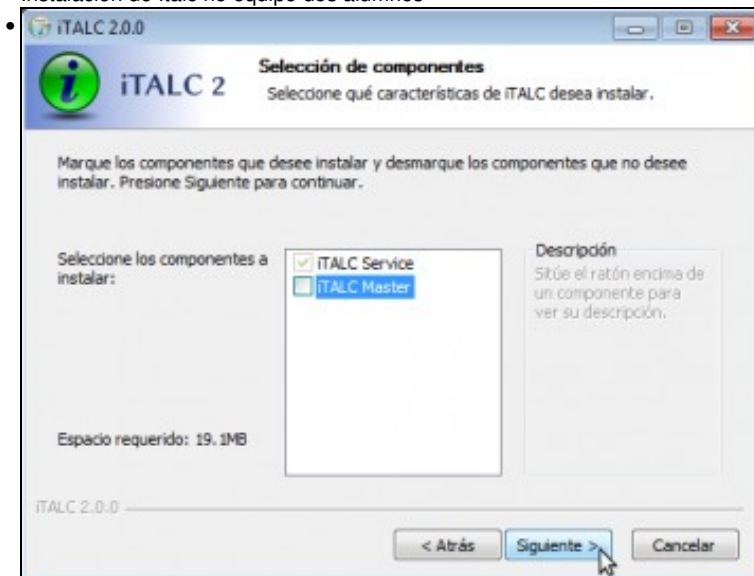 Instalación de Italc no equipo dos alumnos
iTALC 2.0.0
iTALC 2
Selección de componentes
Seleccione qué características de iTALC desea instalar.
Marque los componentes que desee instalar y desmarque los componentes que no desee
instalar. Presione Siguiente para continuar.
Seleccione los componentes a
instalar:
iTALC Service
iTALC Master
Descripción
Sitúe el ratón encima de
un componente para
ver su descripción.
Espacio requerido: 19.1MB
iTALC 2.0.0
< Atrás
Siguiente >
Cancelar